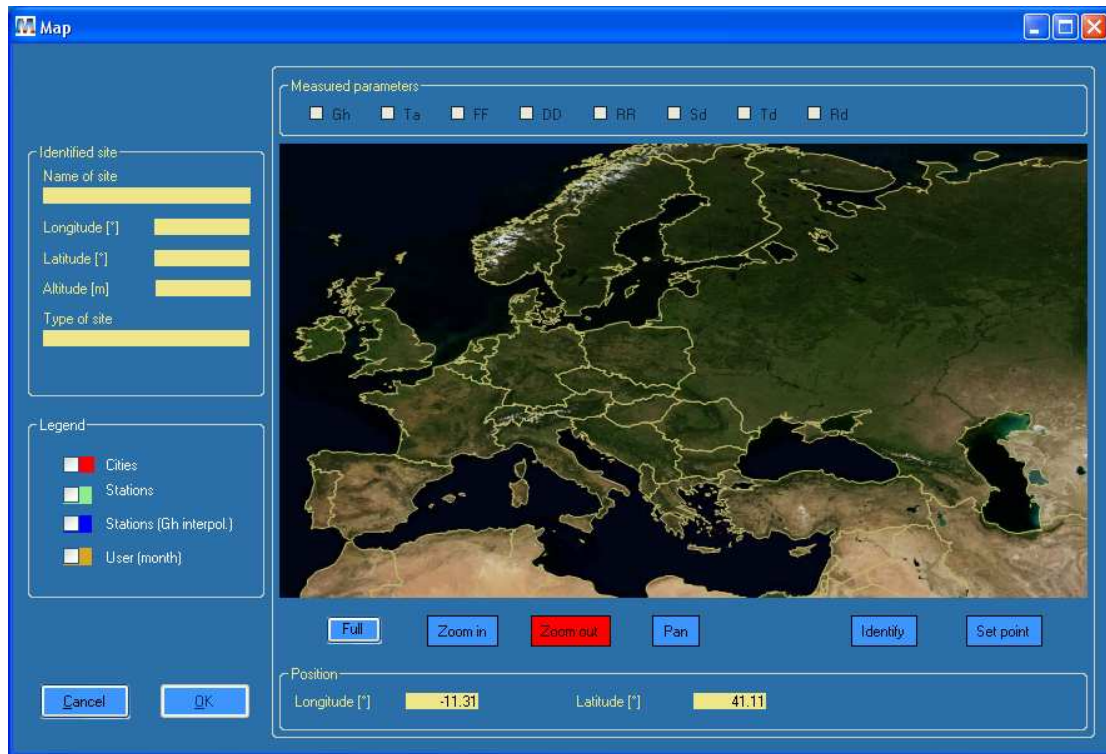 Map
Measured parameters
Gh Ta FF DD RR Sd Td Rd
Identified site
Name of site
Longitude [°]
Latitude [°]
Altitude [m]
Type of site
Legend
Cities
Stations
Stations (Gh interpol.)
User (month)
Full Zoom in Zoom out Pan Identify Set point
Cancel OK
Position
Longitude [°] -11.31 Latitude [°] 41.11